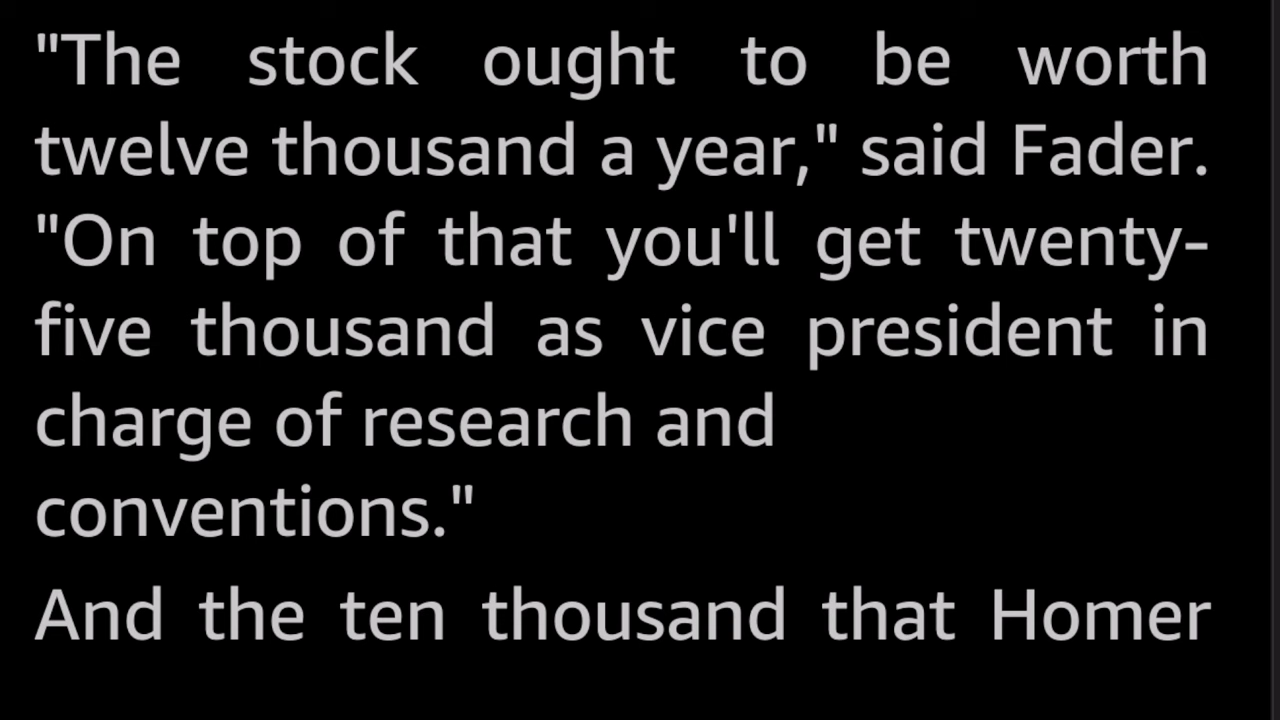 "The stock ought to be worth
twelve thousand a year," said Fader.
"On top of that you'll get twenty-
five thousand as vice president in
charge of research and
conventions."
And the ten thousand that Homer